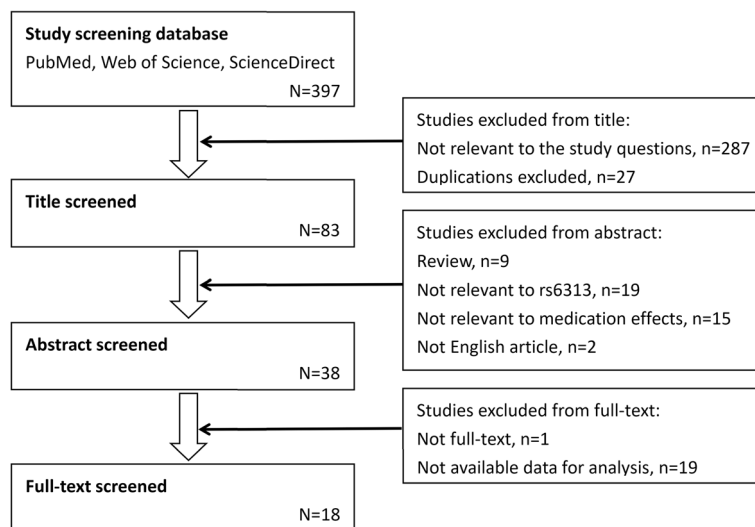 Study screening database
PubMed, Web of Science, ScienceDirect
N=397
Studies excluded from title:
Not relevant to the study questions, n=287
Duplications excluded, n=27
Title screened
N=83
Studies excluded from abstract:
Review, n=9
Not relevant to rs6313, n=19
Not relevant to medication effects, n=15
Not English article, n=2
Abstract screened
N=38
Studies excluded from full-text:
Not full-text, n=1
Not available data for analysis, n=19
Full-text screened
N=18